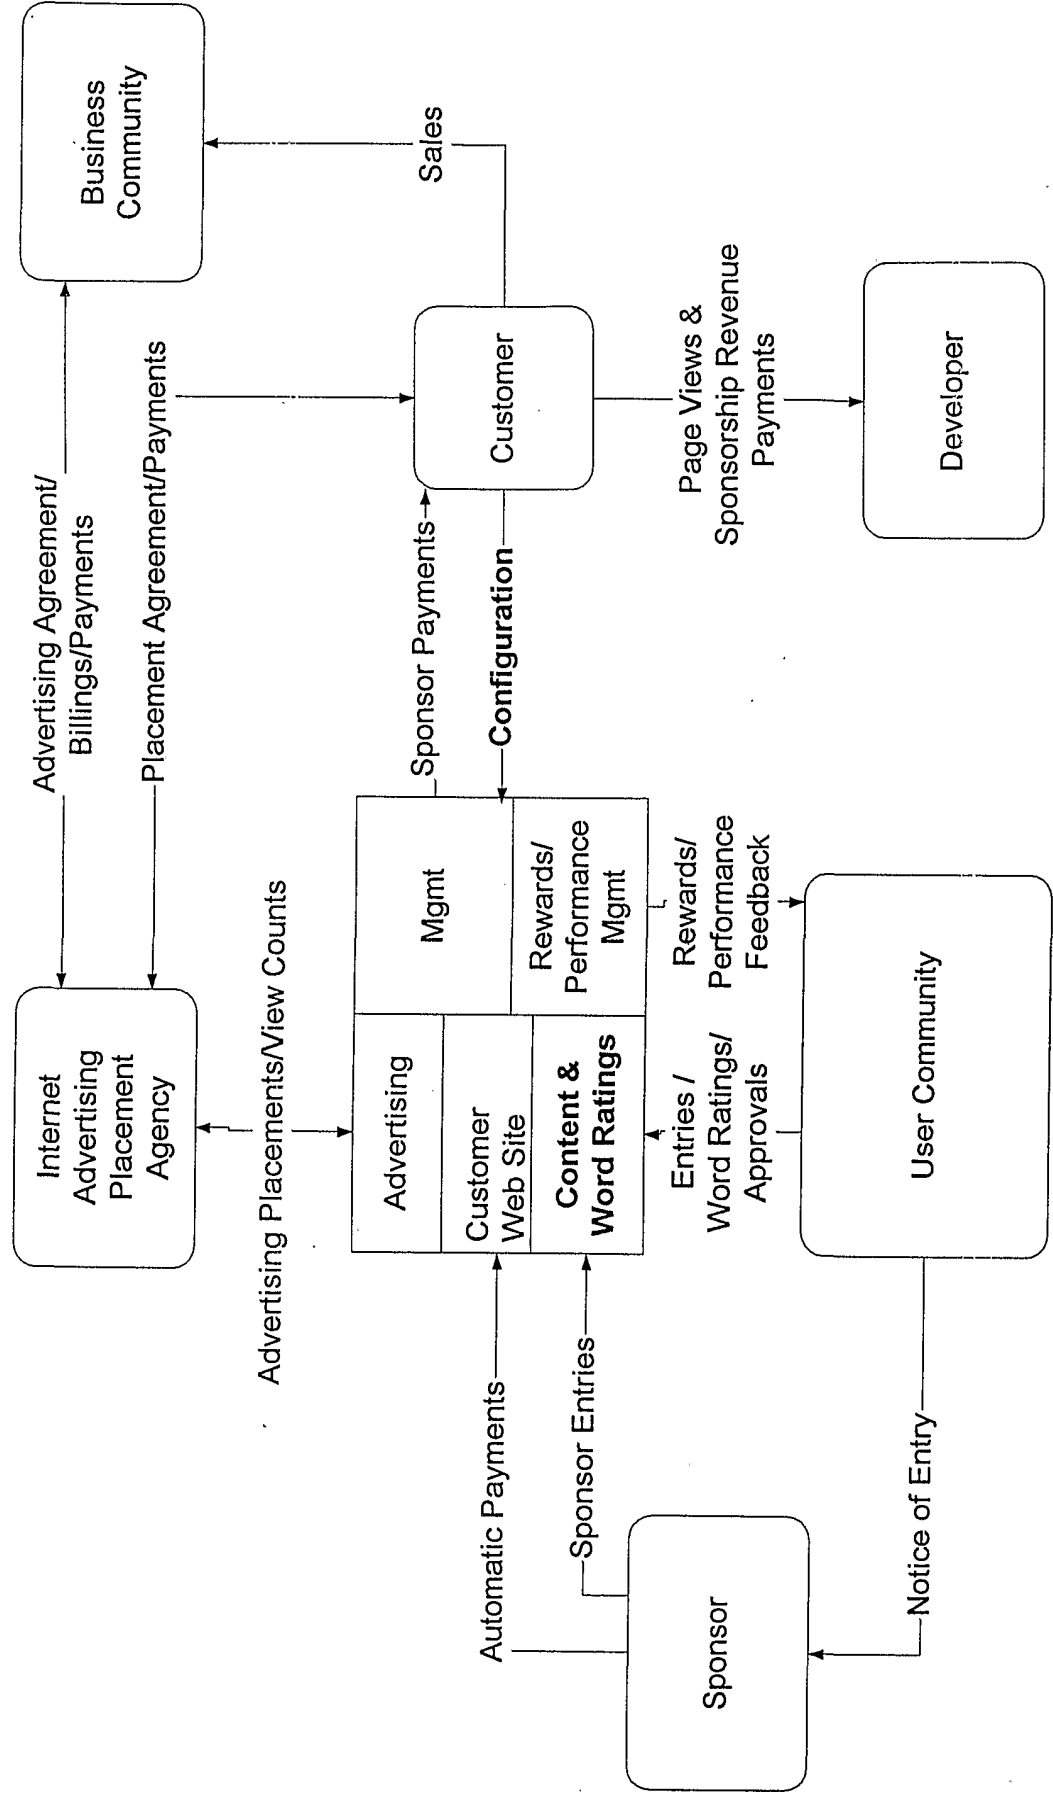 Internet
Advertising
Placement
Agency
Advertising Agreement/
Billings/Payments
Placement Agreement/Payments
Business
Community
Advertising Placements/View Counts
Sales
Advertising
Mgmt
Customer
Web Site
Content &
Word Ratings
Rewards/
Performance
Mgmt
Sponsor Payments
Configuration
Customer
Automatic Payments
Sponsor Entries
Sponsor
Entries /
Word Ratings/
Approvals
Rewards/
Performance
Feedback
Page Views &
Sponsorship Revenue
Payments
User Community
Developer
Notice of Entry